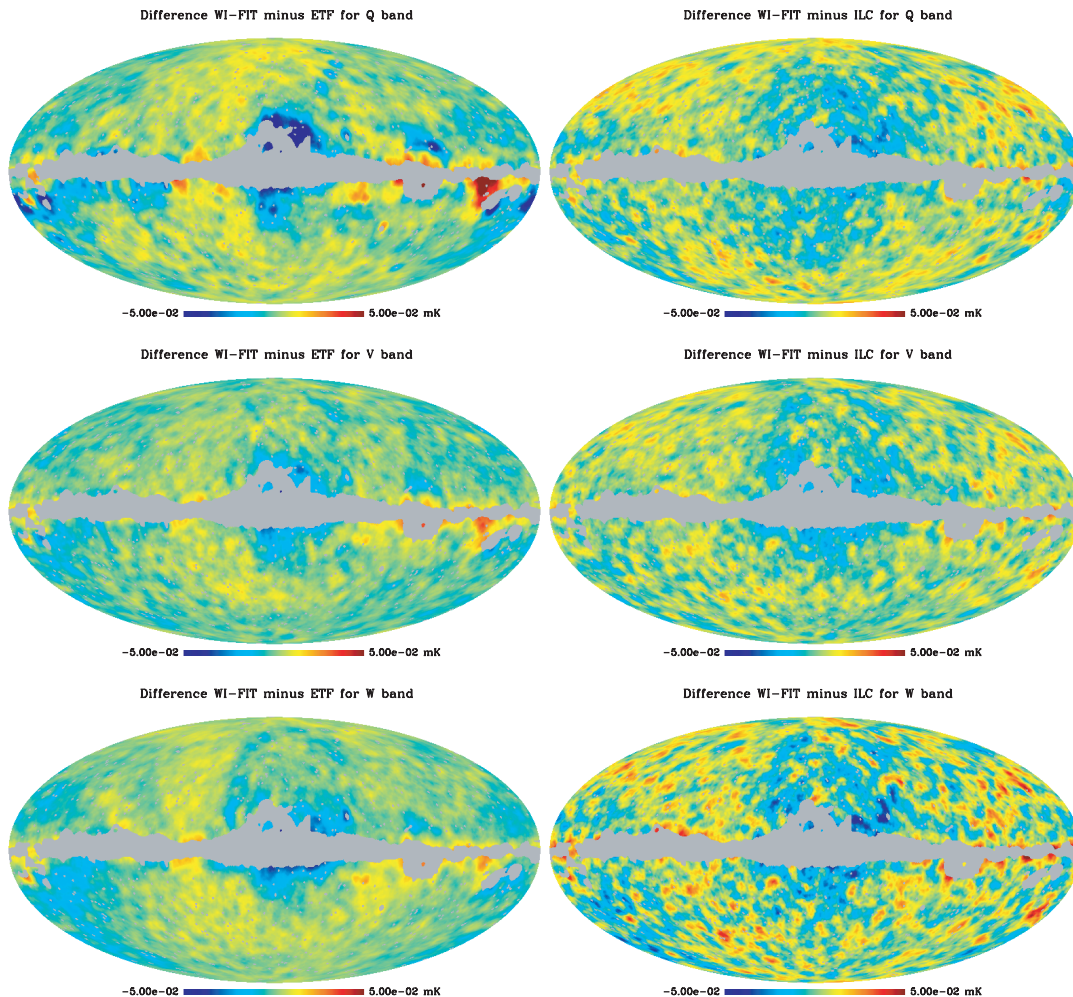 Difference WI-FIT minus ETF for Q band
Difference WI-FIT minus ILC for Q band
-5.00e-02 5.00e-02 mK
-5.00e-02 5.00e-02 mK
Difference WI-FIT minus ETF for V band
Difference WI-FIT minus ILC for V band
-5.00e-02 5.00e-02 mK
-5.00e-02 5.00e-02 mK
Difference WI-FIT minus ETF for W band
Difference WI-FIT minus ILC for W band
-5.00e-02 5.00e-02 mK
-5.00e-02 5.00e-02 mK